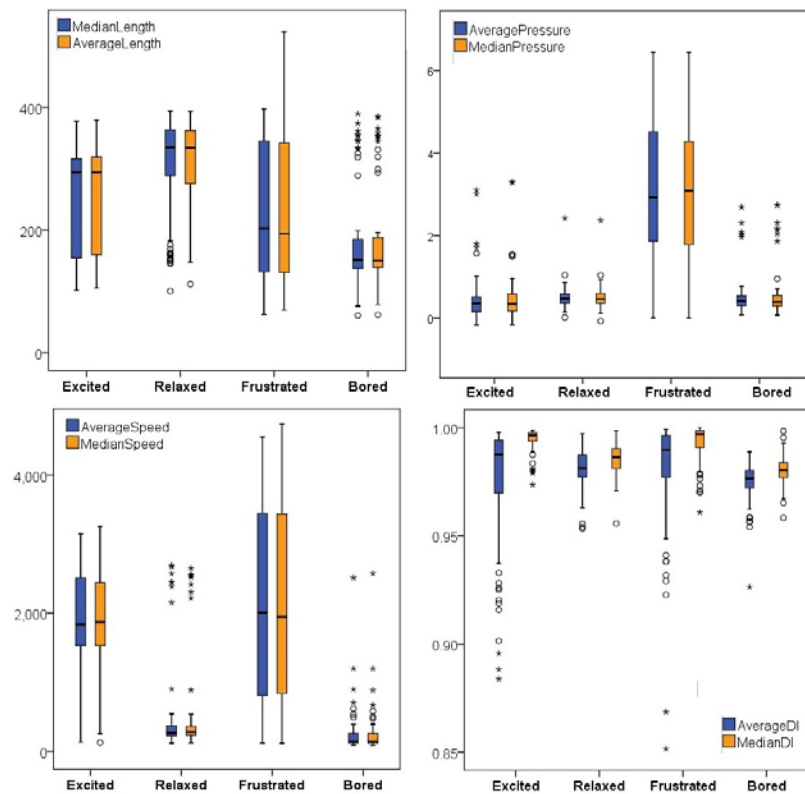 MedianLength
AverageLength
400
200
0
Excited Relaxed Frustrated Bored
AveragePressure
MedianPressure
6
4
2
0
Excited Relaxed Frustrated Bored
AverageSpeed
MedianSpeed
4,000
2,000
0
Excited Relaxed Frustrated Bored
1.00
0.95
0.90
0.85
AverageDI
MedianDI
Excited Relaxed Frustrated Bored